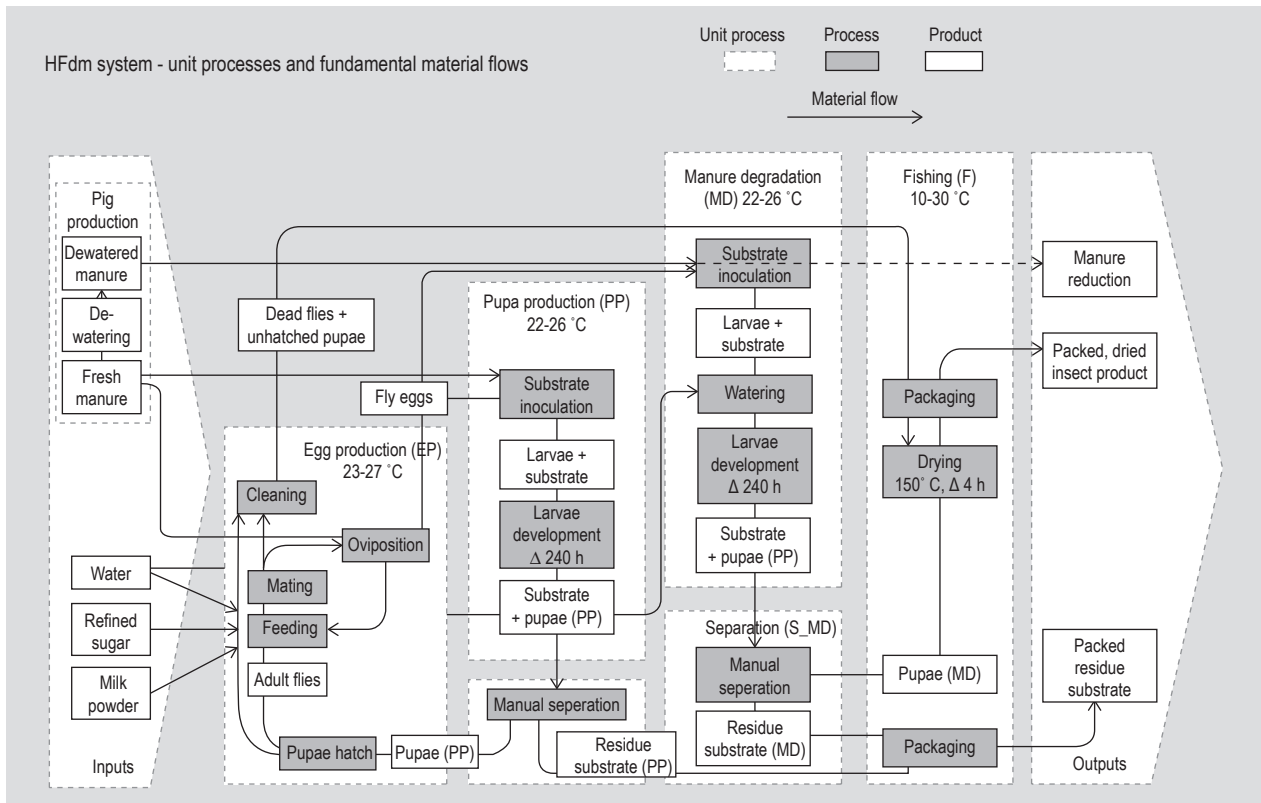 HFdm system - unit processes and fundamental material flows
Unit process
Process
Product
Material flow
Pig
production
Dewatered
manure
De-
watering
Fresh
manure
Water
Refined
sugar
Milk
powder
Inputs
Dead flies +
unhatched pupae
Fly eggs
Egg production (EP)
23-27 ˚C
Cleaning
Oviposition
Mating
Feeding
Adult flies
Pupae hatch
Pupae (PP)
Pupa production (PP)
22-26 ˚C
Substrate
inoculation
Larvae +
substrate
Larvae
development
Δ 240 h
Substrate
+ pupae (PP)
Manual seperation
Residue
substrate (PP)
Manure degradation
(MD) 22-26 ˚C
Substrate
inoculation
Larvae +
substrate
Watering
Larvae
development
Δ 240 h
Substrate
+ pupae (PP)
Separation (S_MD)
Manual
seperation
Residue
substrate (MD)
Fishing (F)
10-30 ˚C
Packaging
Drying
150˚ C, Δ 4 h
Pupae (MD)
Packaging
Manure
reduction
Packed, dried
insect product
Packed
residue
substrate
Outputs